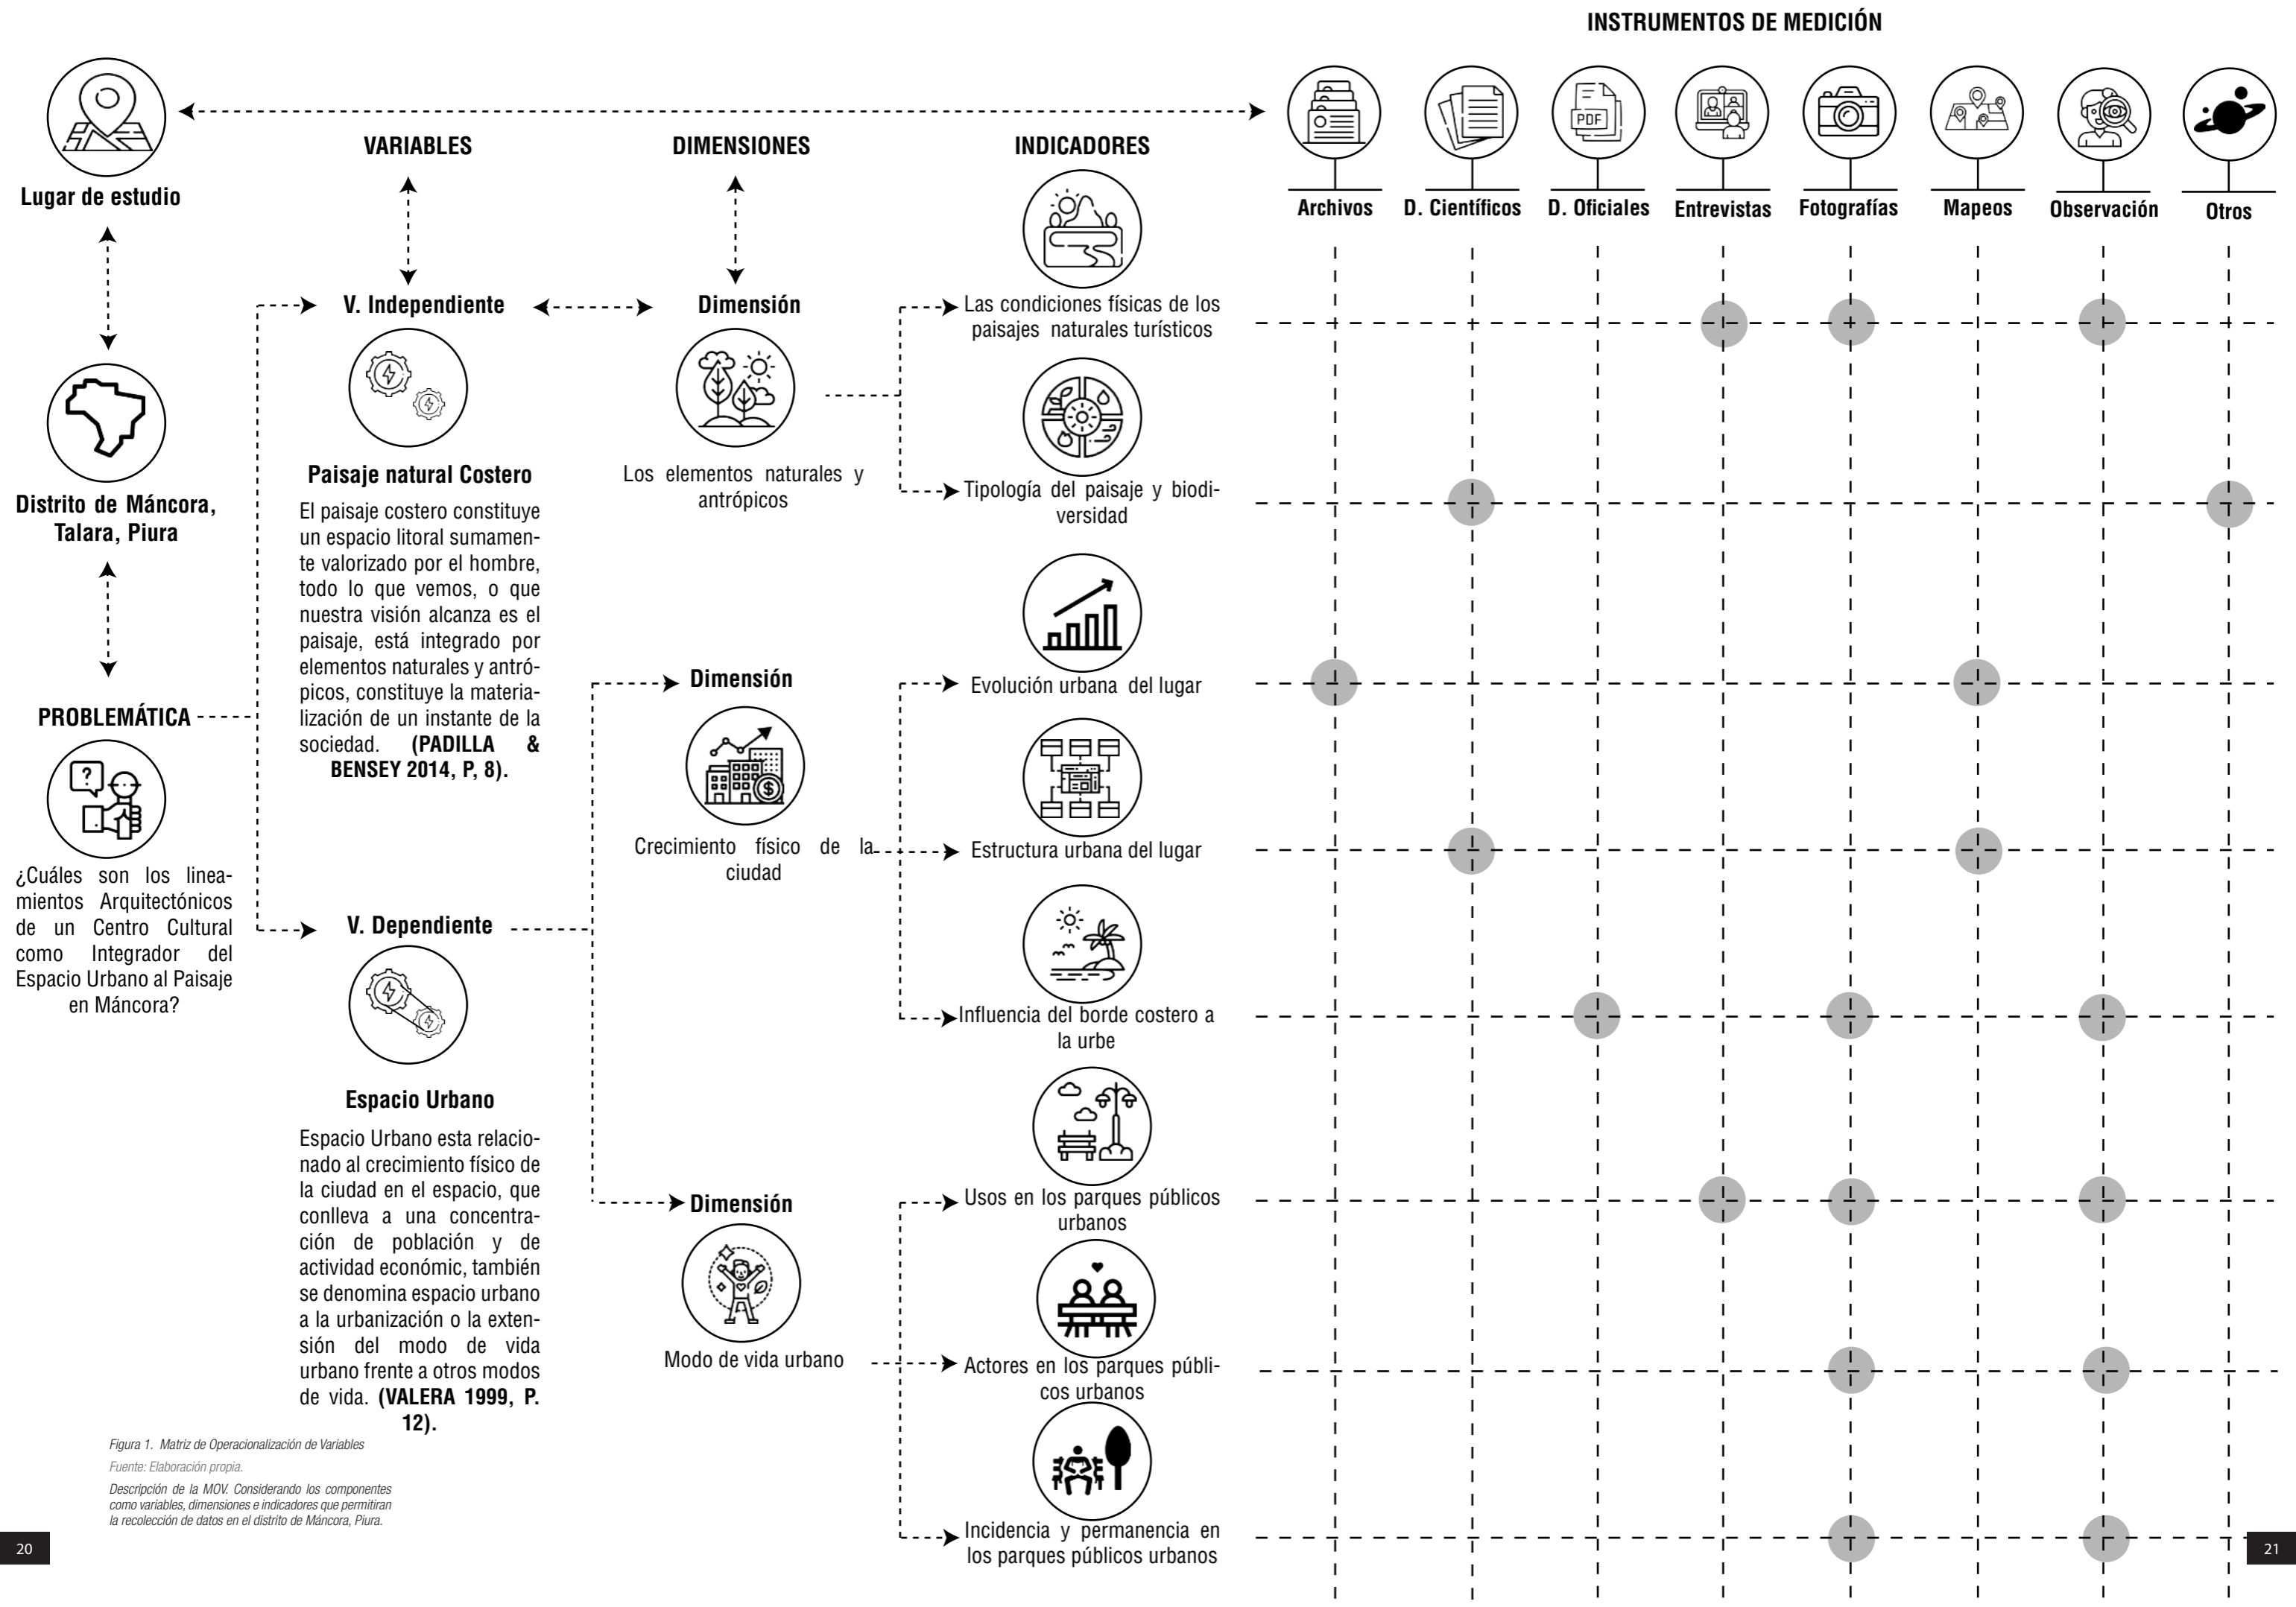 INSTRUMENTOS DE MEDICIÓN
PDF
Archivos
D. Científicos
D. Oficiales
Entrevistas
Fotografías
Mapeos
Observación
Otros
Lugar de estudio
Distrito de Máncora,
Talara, Piura
PROBLEMÁTICA
?
¿Cuáles son los linea-
mientos Arquitectónicos
de un Centro Cultural
como Integrador del
Espacio Urbano al Paisaje
en Máncora?
VARIABLES
V. Independiente
Paisaje natural Costero
El paisaje costero constituye
un espacio litoral sumamen-
te valorizado por el hombre,
todo lo que vemos, o que
nuestra visión alcanza es el
paisaje, está integrado por
elementos naturales y antró-
picos, constituye la materia-
lización de un instante de la
sociedad. (PADILLA &
BENSEY 2014, P, 8).
V. Dependiente
Espacio Urbano
Espacio Urbano esta relacio-
nado al crecimiento físico de
la ciudad en el espacio, que
conlleva a una concentra-
ción de población y de
actividad económic, también
se denomina espacio urbano
a la urbanización o la exten-
sión del modo de vida
urbano frente a otros modos
de vida. (VALERA 1999, P.
12).
DIMENSIONES
Dimensión
Los elementos naturales y
antrópicos
Dimensión
$
Crecimiento físico de la
ciudad
Dimensión
Modo de vida urbano
INDICADORES
Las condiciones físicas de los
paisajes naturales turísticos
Tipología del paisaje y biodi-
versidad
Evolución urbana del lugar
Estructura urbana del lugar
Influencia del borde costero a
la urbe
Usos en los parques públicos
urbanos
Actores en los parques públi-
cos urbanos
Incidencia y permanencia en
los parques públicos urbanos
Figura 1. Matriz de Operacionalización de Variables
Fuente: Elaboración propia.
Descripción de la MOV. Considerando los componentes
como variables, dimensiones e indicadores que permitiran
la recolección de datos en el distrito de Máncora, Piura.
20
21